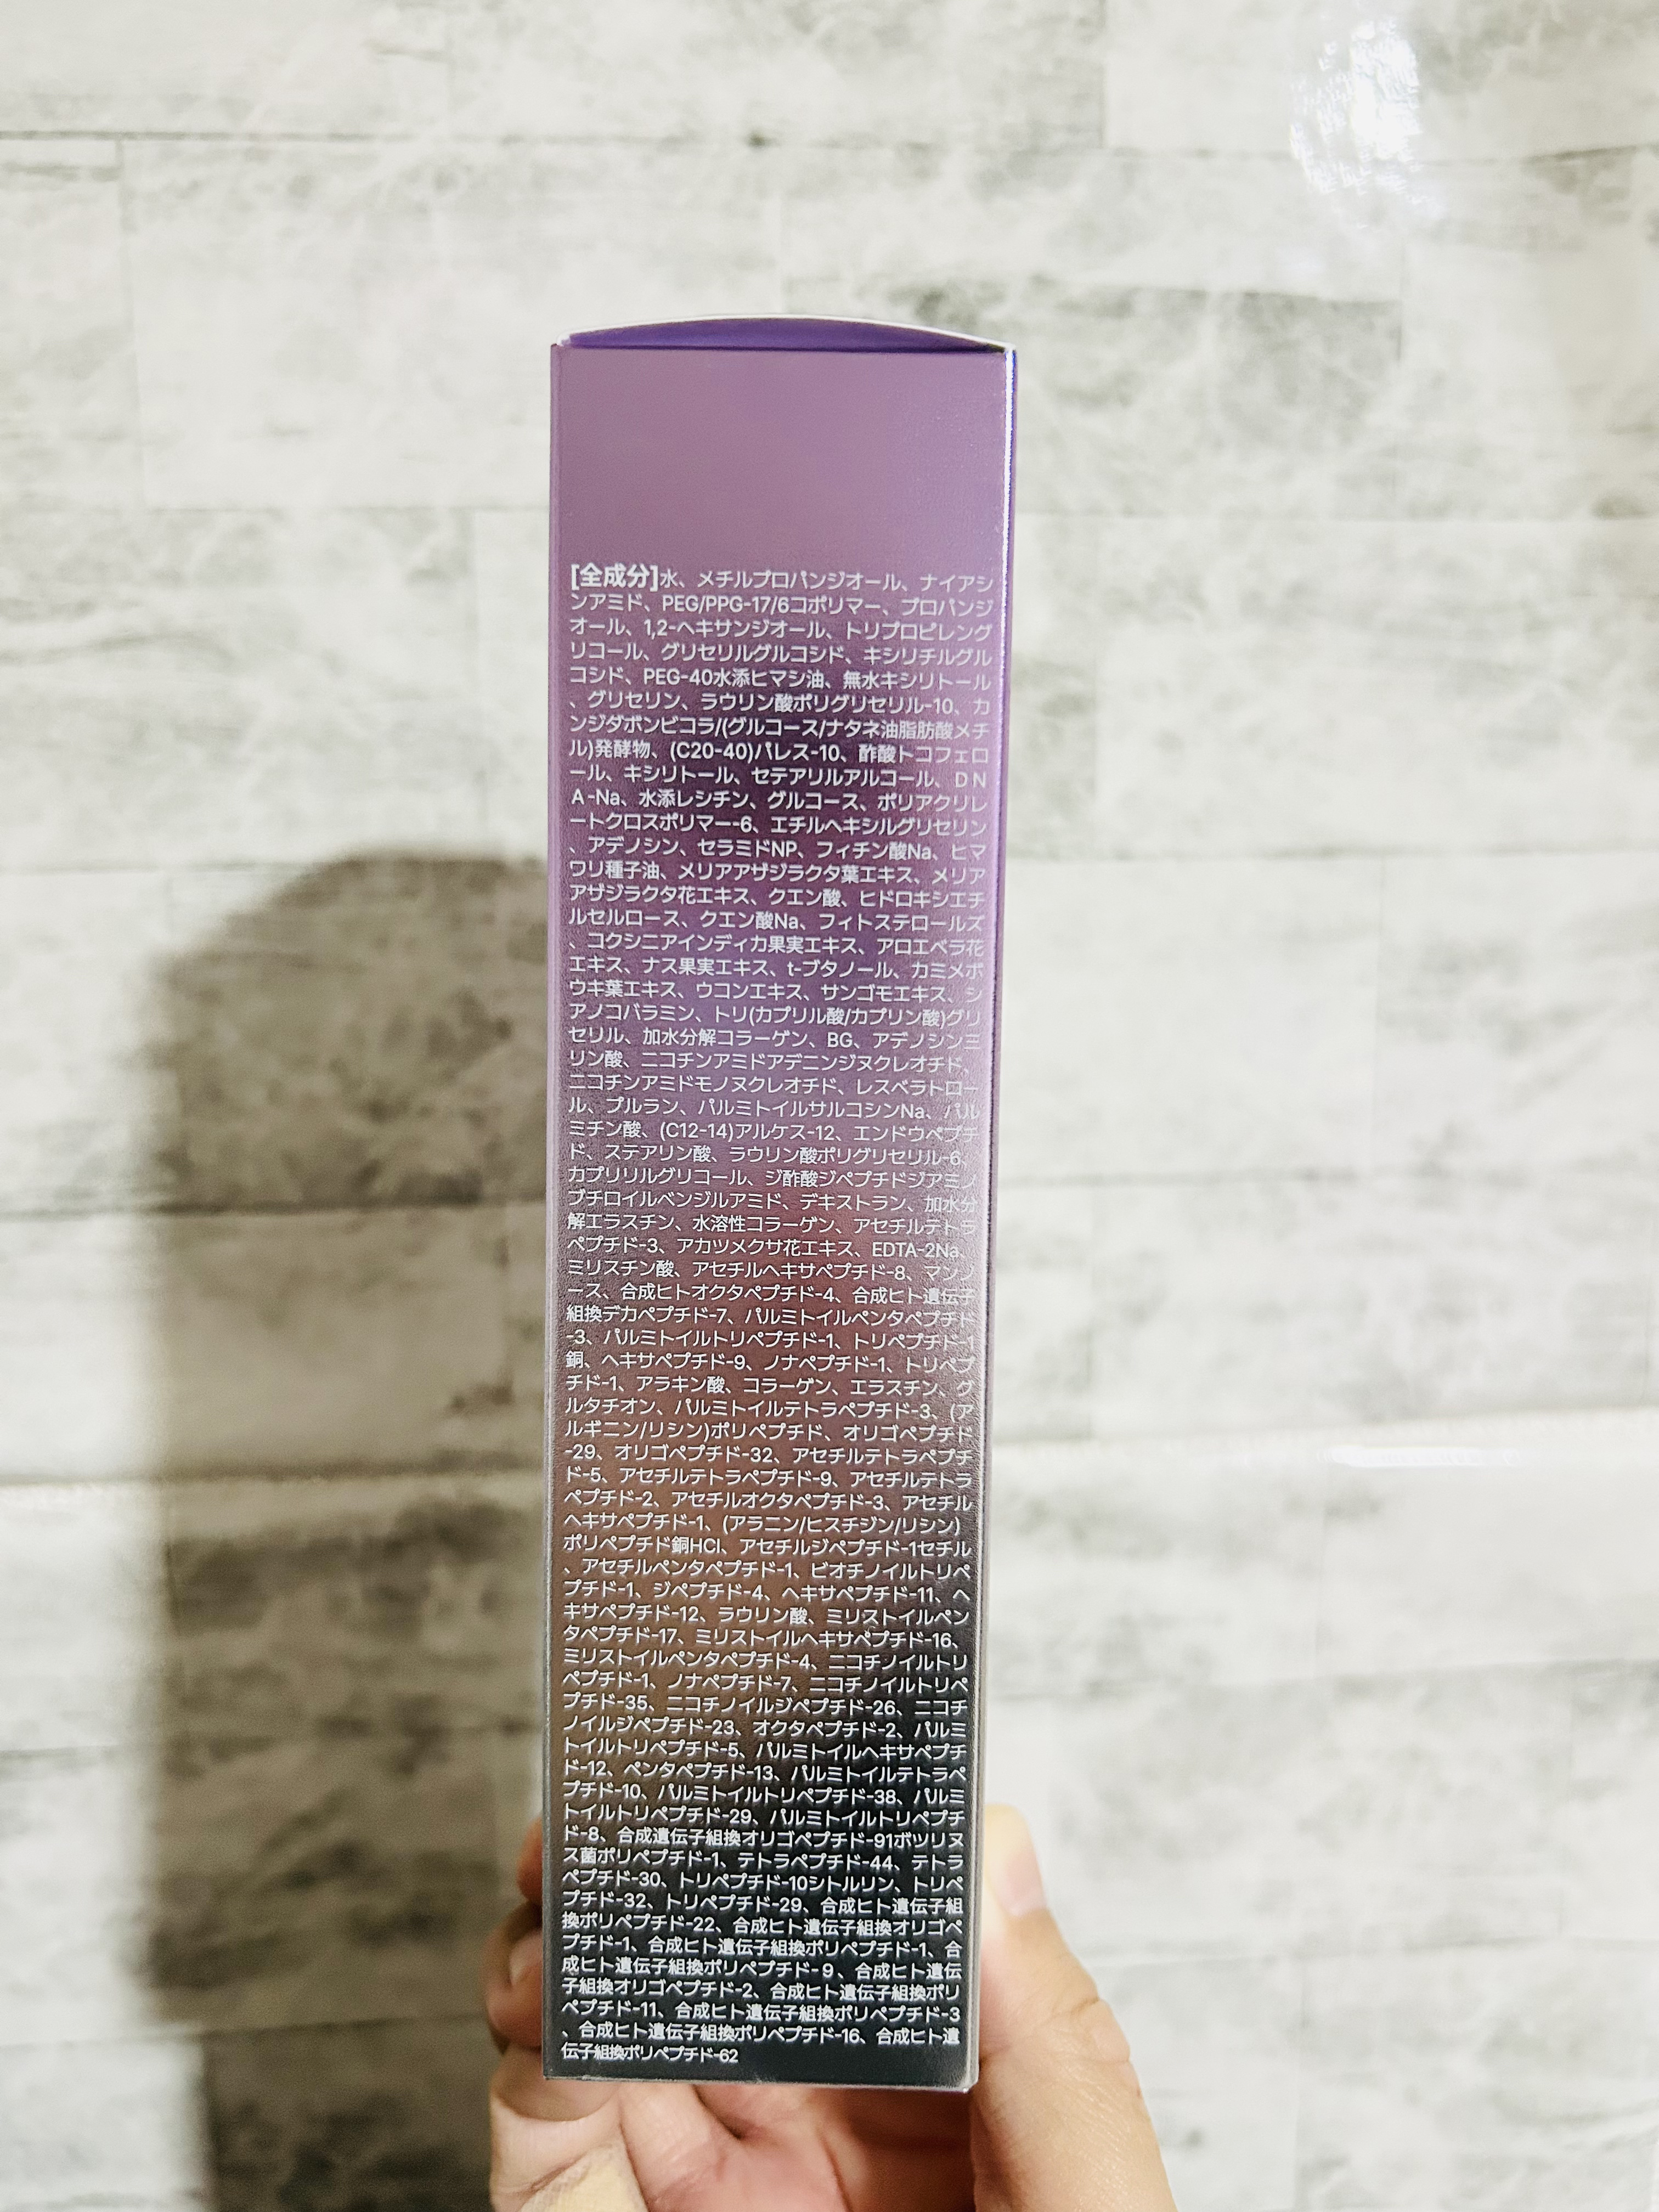 [全成分]水、メチルプロパンジオール、ナイアシ
ンアミド、PEG/PPG-17/6コポリマー、プロパンジ
オール、1,2-ヘキサンジオール、トリプロピレング
リコール、グリセリルグルコシド、キシリチルグル
コシド、PEG-40水添ヒマシ油、無水キシリトール
、グリセリン、ラウリン酸ポリグリセリル-10、カ
ンジダボンビコラ/(グルコース/ナタネ油脂肪酸メチ
ル)発酵物、(C20-40)パレス-10、酢酸トコフェロ
ール、キシリトール、セテアリルアルコール、DN
A-Na、水添レシチン、グルコース、ポリアクリレ
ートクロスポリマー-6、エチルヘキシルグリセリン
、アデノシン、セラミドNP、フィチン酸Na、ヒマ
ワリ種子油、メリアアザジラクタ葉エキス、メリア
アザジラクタ花エキス、クエン酸、ヒドロキシエチ
ルセルロース、クエン酸Na、フィトステロールズ
、コクシニアインディカ果実エキス、アロエベラ花
エキス、ナス果実エキス、t-ブタノール、カミメボ
ウキ葉エキス、ウコンエキス、サンゴモエキス、シ
アノコバラミン、トリ(カプリル酸/カプリン酸)グリ
セリル、加水分解コラーゲン、BG、アデノシン三
リン酸、ニコチンアミドアデニンジヌクレオチド、
ニコチンアミドモノヌクレオチド、レスベラトロー
ル、プルラン、パルミトイルサルコシンNa、パル
ミチン酸、(C12-14)アルケス-12、エンドウペプチ
ド、ステアリン酸、ラウリン酸ポリグリセリル-6、
カプリリルグリコール、ジ酢酸ジペプチドジアミノ
ブチロイルベンジルアミド、デキストラン、加水分
解エラスチン、水溶性コラーゲン、アセチルテトラ
ペプチド-3、アカツメクサ花エキス、EDTA-2Na、
ミリスチン酸、アセチルヘキサペプチド-8、マンノ
ース、合成ヒトオクタペプチド-4、合成ヒト遺伝子
組換デカペプチド-7、パルミトイルペンタペプチド
-3、パルミトイルトリペプチド-1、トリペプチド-1
銅、ヘキサペプチド-9、ノナペプチド-1、トリペプ
チド-1、アラキン酸、コラーゲン、エラスチン、グ
ルタチオン、パルミトイルテトラペプチド-3、(ア
ルギニン/リシン)ポリペプチド、オリゴペプチド
-29、オリゴペプチド-32、アセチルテトラペプチ
ド-5、アセチルテトラペプチド-9、アセチルテトラ
ペプチド-2、アセチルオクタペプチド-3、アセチル
ヘキサペプチド-1、(アラニン/ヒスチジン/リシン)
ポリペプチド銅HCl、アセチルジペプチド-1セチル
、アセチルペンタペプチド-1、ビオチノイルトリペ
プチド-1、ジペプチド-4、ヘキサペプチド-11、ヘ
キサペプチド-12、ラウリン酸、ミリストイルペン
タペプチド-17、ミリストイルヘキサペプチド-16、
ミリストイルペンタペプチド-4、ニコチノイルトリ
ペプチド-1、ノナペプチド-7、ニコチノイルトリペ
プチド-35、ニコチノイルジペプチド-26、ニコチ
ノイルジペプチド-23、オクタペプチド-2、パルミ
トイルトリペプチド-5、パルミトイルヘキサペプチ
ド-12、ペンタペプチド-13、パルミトイルテトラペ
プチド-10、パルミトイルトリペプチド-38、パルミ
トイルトリペプチド-29、パルミトイルトリペプチ
ド-8、合成遺伝子組換オリゴペプチド-91ボツリヌ
ス菌ポリペプチド-1、テトラペプチド-44、テトラ
ペプチド-30、トリペプチド-10シトルリン、トリペ
プチド-32、トリペプチド-29、合成ヒト遺伝子組
換ポリペプチド-22、合成ヒト遺伝子組換オリゴペ
プチド-1、合成ヒト遺伝子組換ポリペプチド-1、合
成ヒト遺伝子組換ポリペプチド-9、合成ヒト遺伝
子組換オリゴペプチド-2、合成ヒト遺伝子組換ポリ
ペプチド-11、合成ヒト遺伝子組換ポリペプチド-3
、合成ヒト遺伝子組換ポリペプチド-16、合成ヒト遺
伝子組換ポリペプチド-62